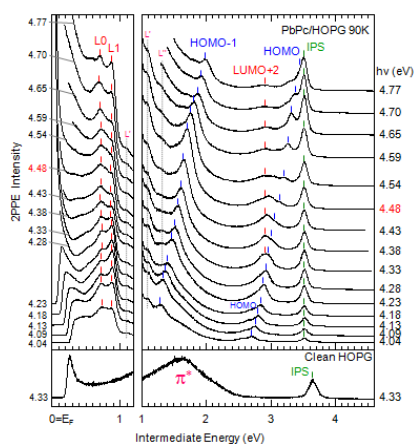 4.77
4.70
4.65
4.59
4.54
4.48
4.43
4.38
4.33
4.28
4.23
4.18
4.13
4.09
4.04
4.33
2PPE Intensity
L0
L1
L'
L'
L''
HOMO-1
PbPc/HOPG 90K
HOMO
IPS
LUMO+2
HOMO
hν (eV)
4.77
4.70
4.65
4.59
4.54
4.48
4.43
4.38
4.33
4.28
4.23
4.18
4.13
4.09
4.04
Clean HOPG
π*
IPS
4.33
0=EF
1
1
2
3
4
Intermediate Energy (eV)